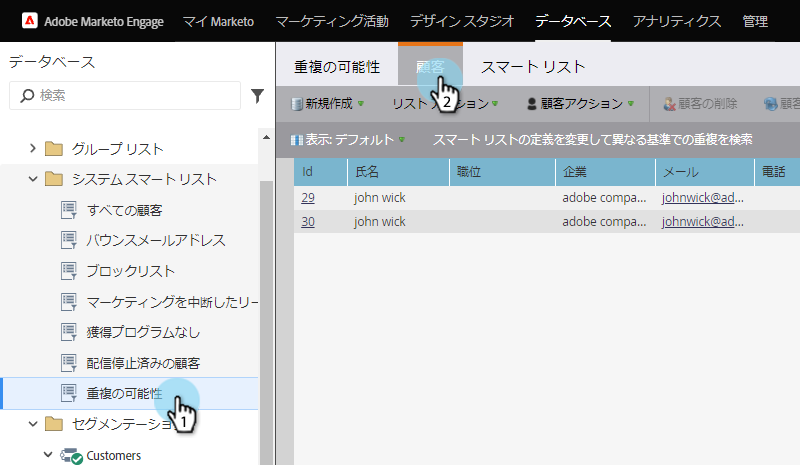 Adobe Marketo Engage マイ Marketo マーケティング活動 デザイン スタジオ データベース アナリティクス 管理
データベース
検索
グループ リスト
システム スマート リスト
すべての顧客
バウンスメールアドレス
ブロックリスト
マーケティングを中断したリー
獲得プログラムなし
配信停止済みの顧客
重複の可能性
1
セグメンテーショ
Customers
重複の可能性 顧客 スマート リスト
2
新規作成 リスト アクション 顧客アクション 顧客の削除 顧客
表示: デフォルト スマート リストの定義を変更して異なる基準での重複を検索
Id 氏名 職位 企業 メール 電話
29 john wick adobe compa... johnwick@ad...
30 john wick adobe compa... johnwick@ad...